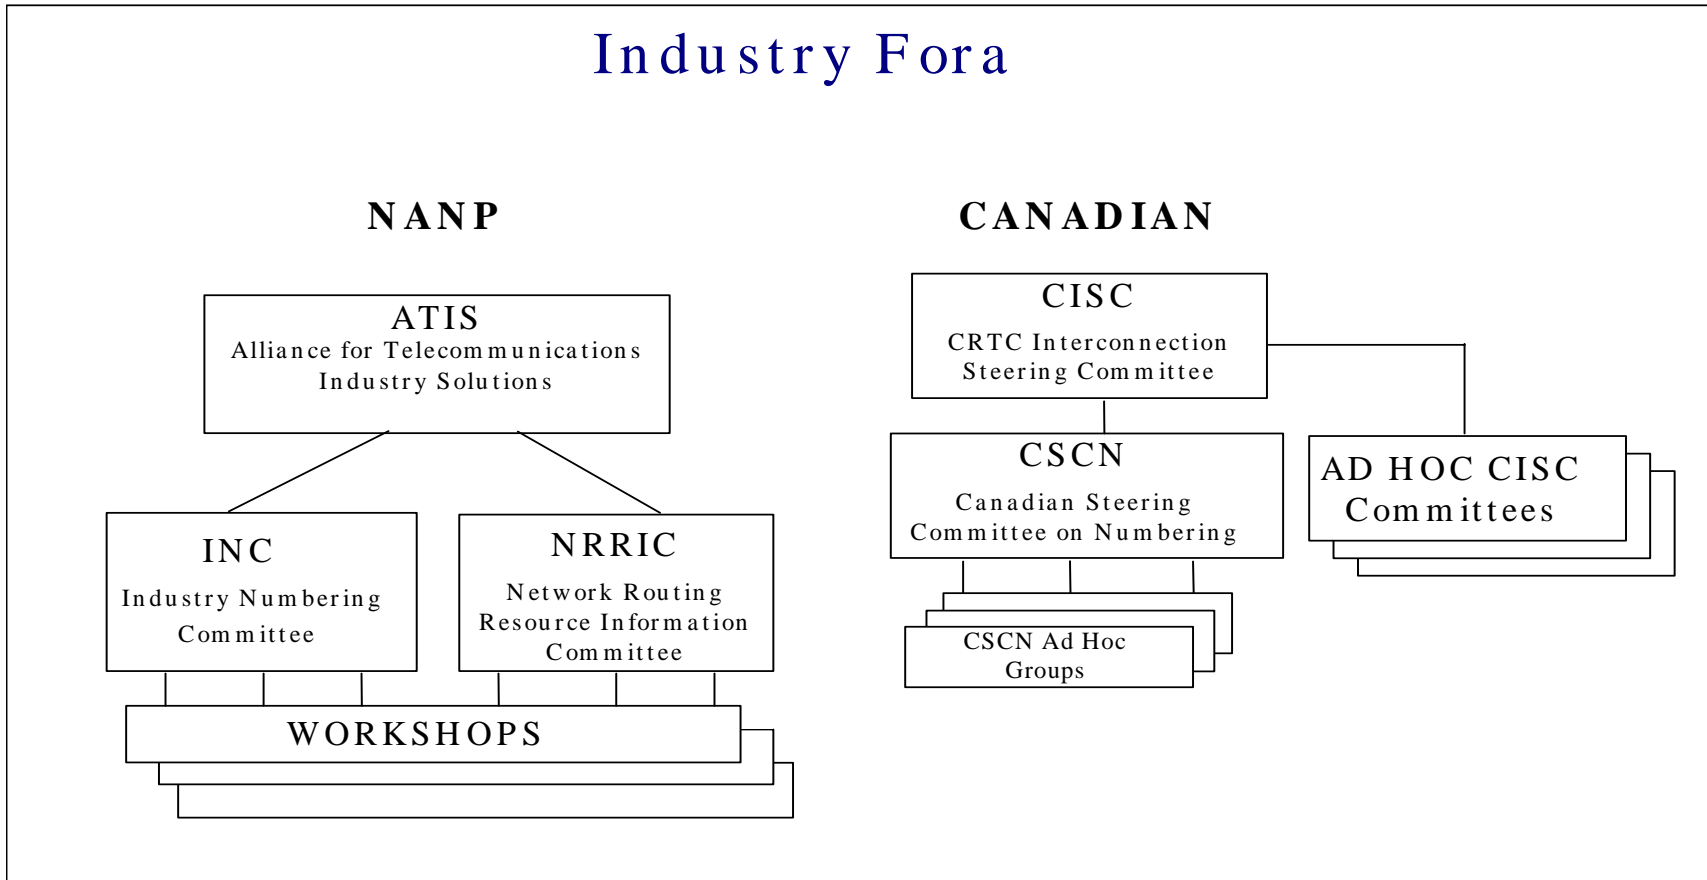 Industry Fora
NANP
ATIS
Alliance for Telecommunications
Industry Solutions
INC
Industry Numbering
Committee
NRRIC
Network Routing
Resource Information
Committee
WORKSHOPS
CANADIAN
CISC
CRTC Interconnection
Steering Committee
CSCN
Canadian Steering
Committee on Numbering
AD HOC CISC
Committees
CSCN Ad Hoc
Groups